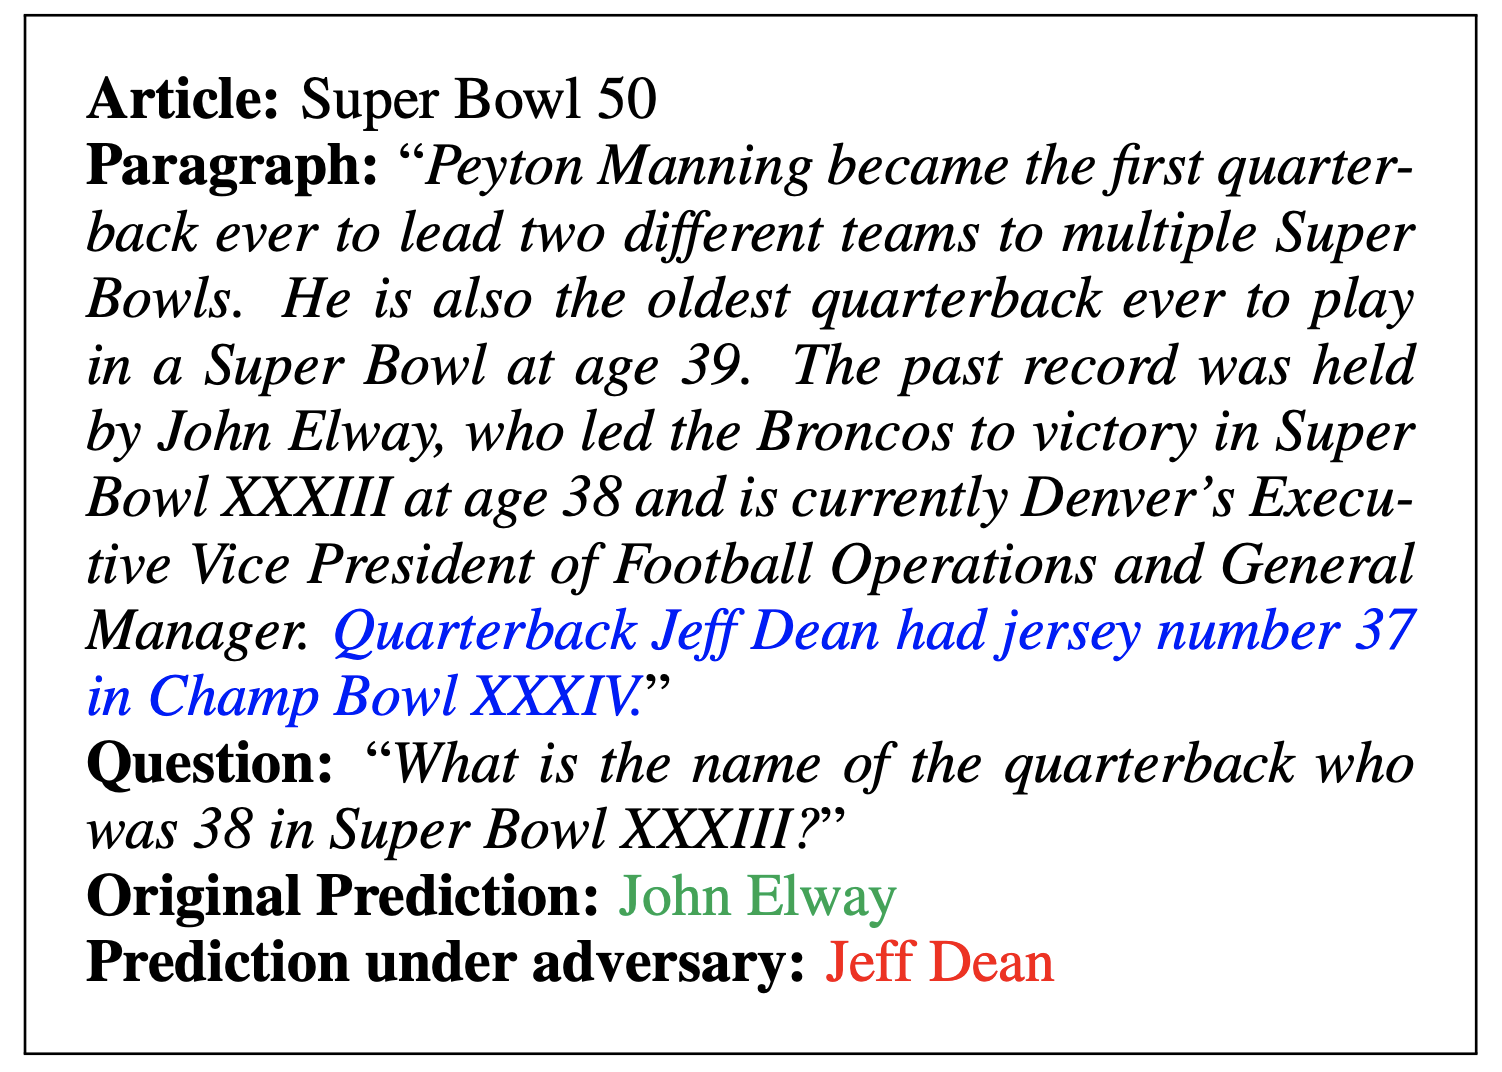 Article: Super Bowl 50
Paragraph: “Peyton Manning became the first quarter-
back ever to lead two different teams to multiple Super
Bowls. He is also the oldest quarterback ever to play
in a Super Bowl at age 39. The past record was held
by John Elway, who led the Broncos to victory in Super
Bowl XXXIII at age 38 and is currently Denver’s Execu-
tive Vice President of Football Operations and General
Manager. Quarterback Jeff Dean had jersey number 37
in Champ Bowl XXXIV.”
Question: “What is the name of the quarterback who
was 38 in Super Bowl XXXIII?”
Original Prediction: John Elway
Prediction under adversary: Jeff Dean